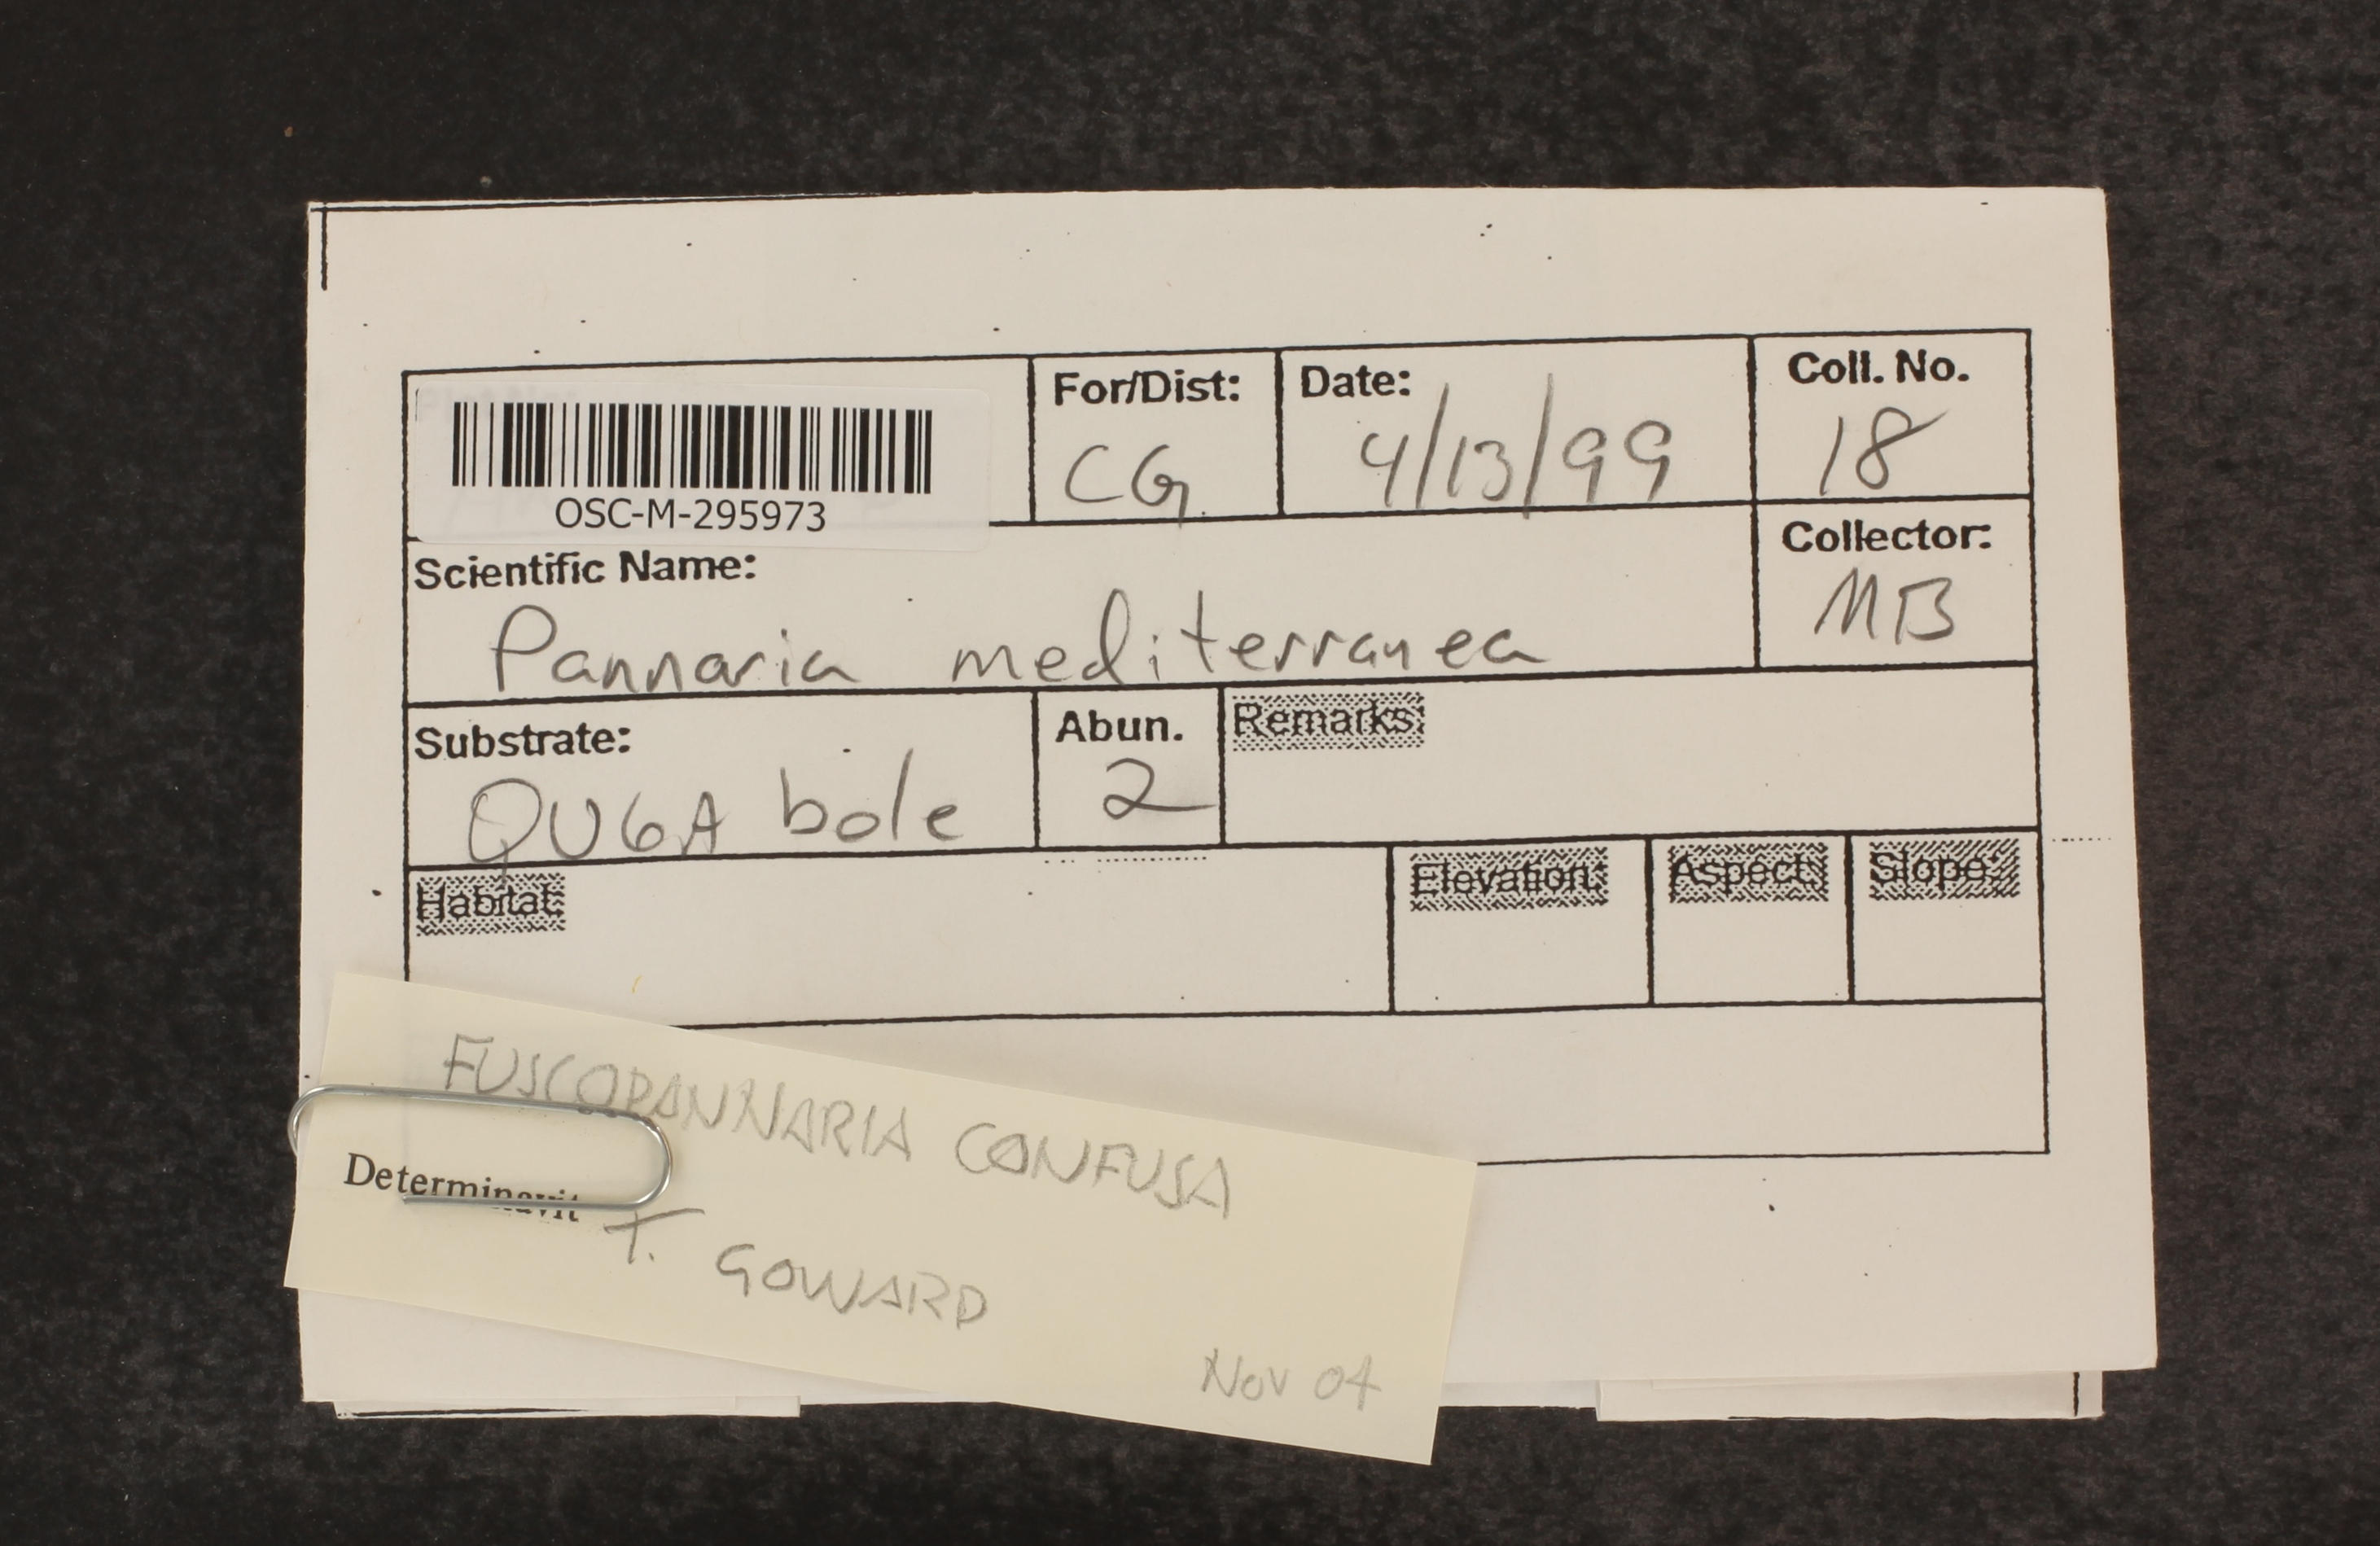 For/Dist:
CG
Date:
4/13/99
Coll. No.
18
OSC-M-295973
Scientific Name:
Pannaria mediterranea
Collector:
MB
Substrate:
QUGA bole
Abun.
2
Remarks:
Habitat:
Elevation:
Aspect:
Slope:
FUSCOPANNARIA CONFUSA
Determinavit T. GOWARD
Nov 04